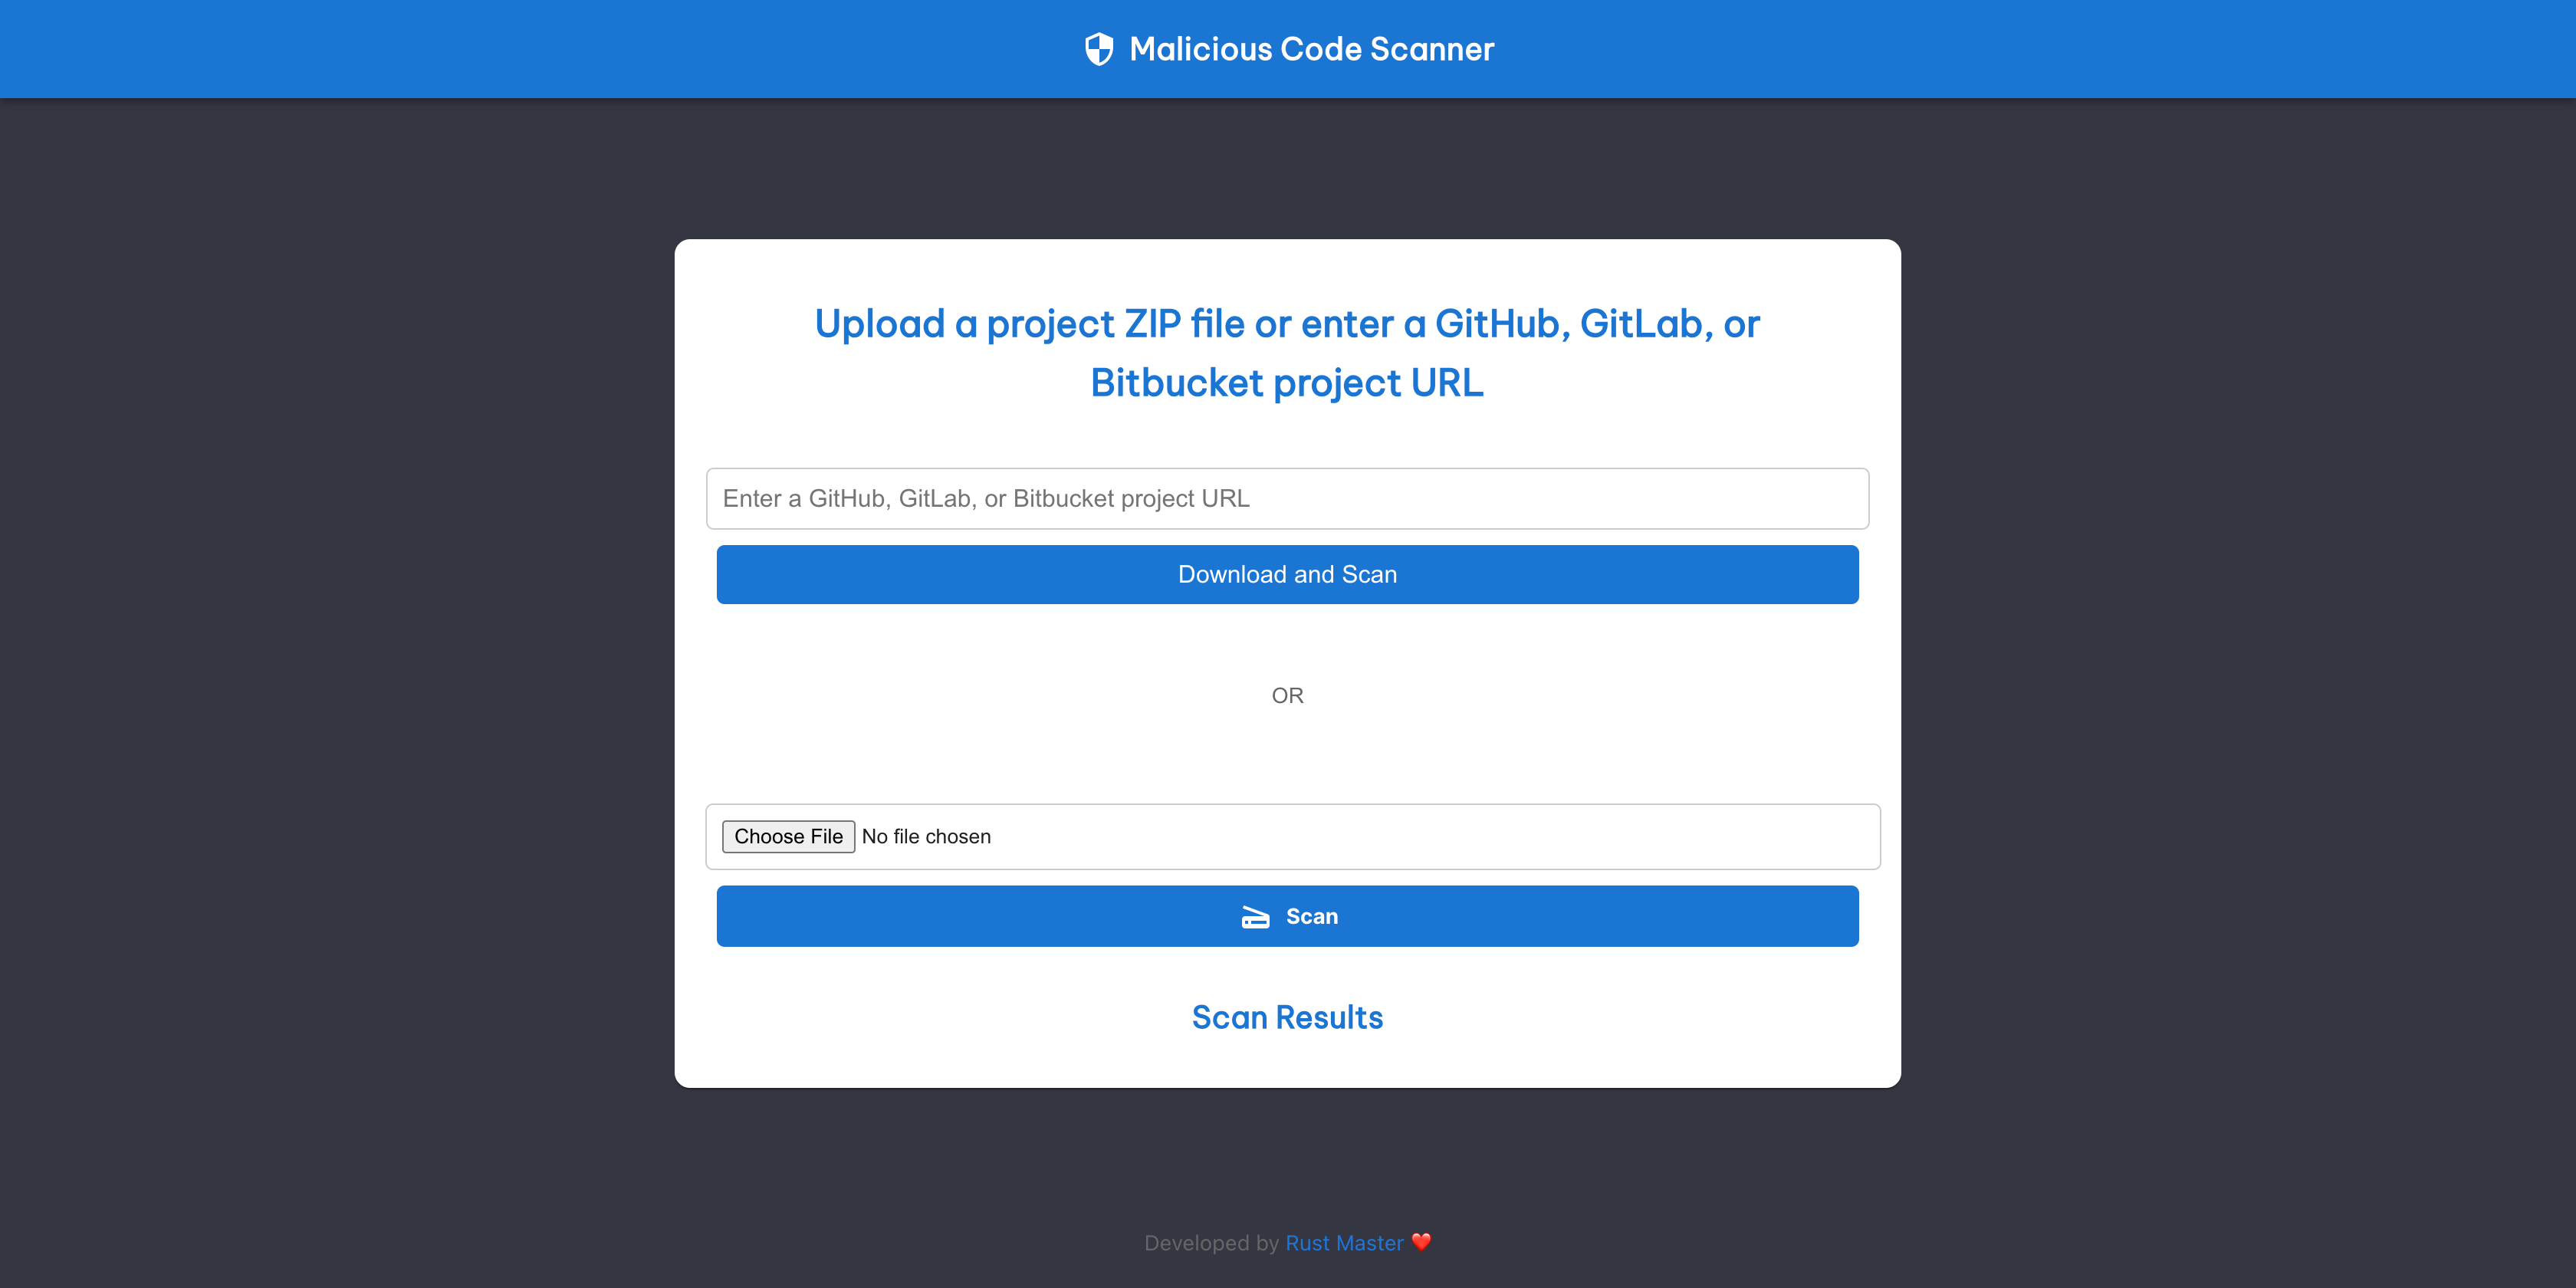 Malicious Code Scanner
Upload a project ZIP file or enter a GitHub, GitLab, or
Bitbucket project URL
Enter a GitHub, GitLab, or Bitbucket project URL
Download and Scan
OR
Choose File No file chosen
Scan
Scan Results
Developed by Rust Master ❤️